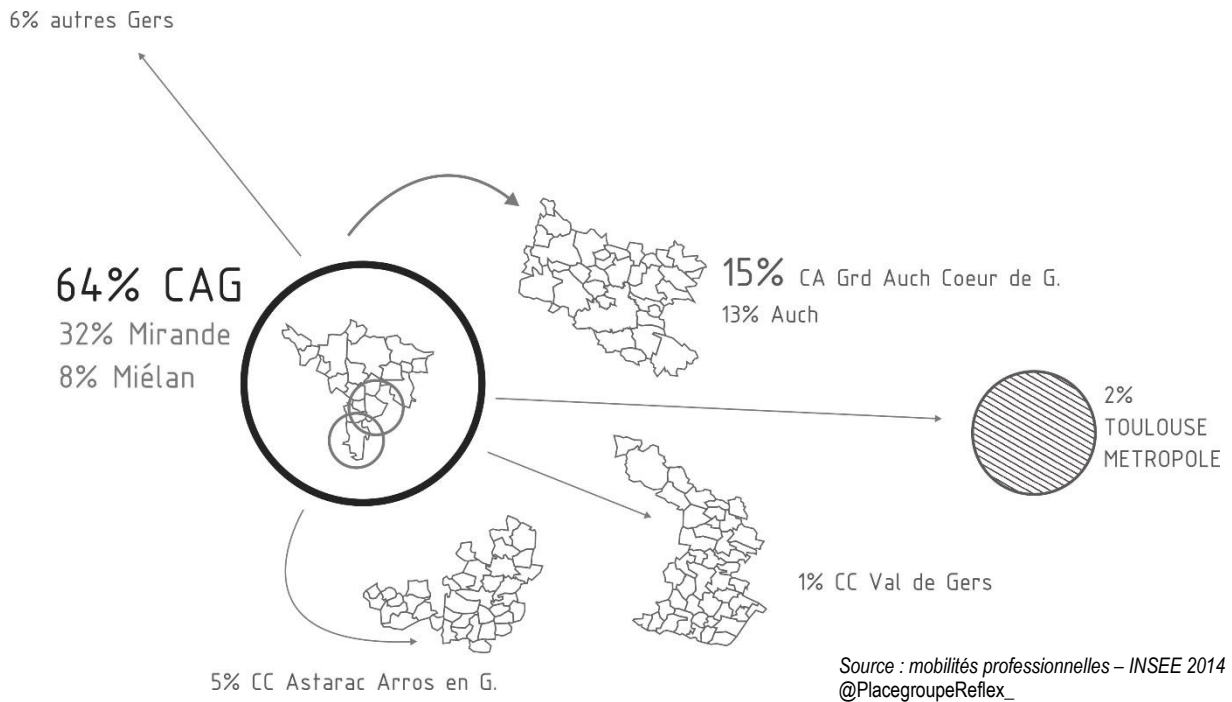 6% autres Gers
64% CAG
32% Mirande
8% Miélan
15% CA Grd Auch Coeur de G.
13% Auch
2%
TOULOUSE
METROPOLE
1% CC Val de Gers
5% CC Astarac Arros en G.
Source : mobilités professionnelles – INSEE 2014
@PlacegroupeReflex_